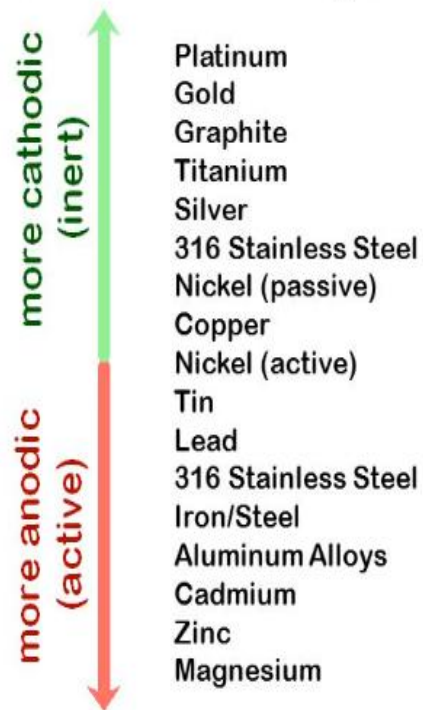 more cathodic
(inert)
more anodic
(active)
Platinum
Gold
Graphite
Titanium
Silver
316 Stainless Steel
Nickel (passive)
Copper
Nickel (active)
Tin
Lead
316 Stainless Steel
Iron/Steel
Aluminum Alloys
Cadmium
Zinc
Magnesium